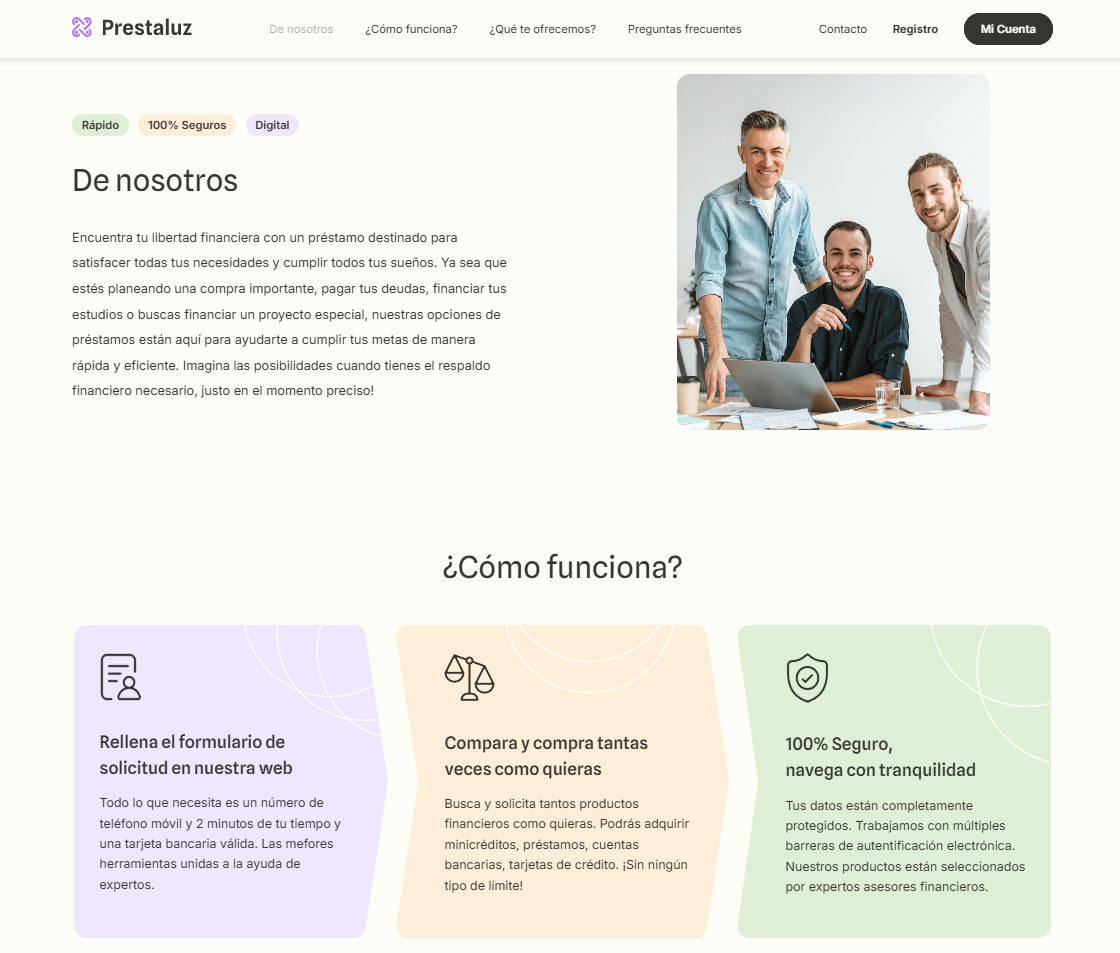 Prestaluz
De nosotros
¿Cómo funciona?
¿Qué te ofrecemos?
Preguntas frecuentes
Contacto
Registro
Mi Cuenta
Rápido
100% Seguros
Digital
De nosotros
Encuentra tu libertad financiera con un préstamo destinado para
satisfacer todas tus necesidades y cumplir todos tus sueños. Ya sea que
estés planeando una compra importante, pagar tus deudas, financiar tus
estudios o buscas financiar un proyecto especial, nuestras opciones de
préstamos están aquí para ayudarte a cumplir tus metas de manera
rápida y eficiente. Imagina las posibilidades cuando tienes el respaldo
financiero necesario, justo en el momento preciso!
¿Cómo funciona?
Rellena el formulario de
solicitud en nuestra web
Todo lo que necesita es un número de
teléfono móvil y 2 minutos de tu tiempo y
una tarjeta bancaria válida. Las mefores
herramientas unidas a la ayuda de
expertos.
Compara y compra tantas
veces como quieras
Busca y solicita tantos productos
financieros como quieras. Podrás adquirir
minicréditos, préstamos, cuentas
bancarias, tarjetas de crédito. ¡Sin ningún
tipo de límite!
100% Seguro,
navega con tranquilidad
Tus datos están completamente
protegidos. Trabajamos con múltiples
barreras de autentificación electrónica.
Nuestros productos están seleccionados
por expertos asesores financieros.